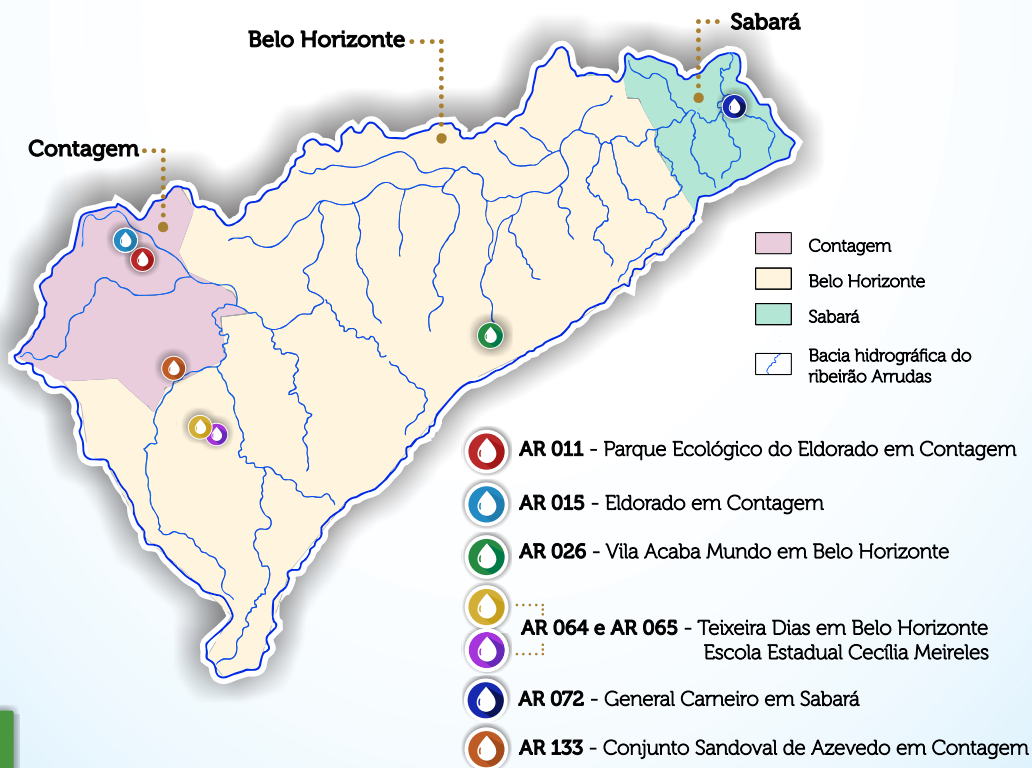 Sabará
Belo Horizonte
Contagem
Contagem
Belo Horizonte
Sabará
Bacia hidrográfica do
ribeirão Arrudas
AR 011 - Parque Ecológico do Eldorado em Contagem
AR 015 - Eldorado em Contagem
AR 026 - Vila Acaba Mundo em Belo Horizonte
AR 064 e AR 065 - Teixeira Dias em Belo Horizonte
Escola Estadual Cecília Meireles
AR 072 - General Carneiro em Sabará
AR 133 - Conjunto Sandoval de Azevedo em Contagem